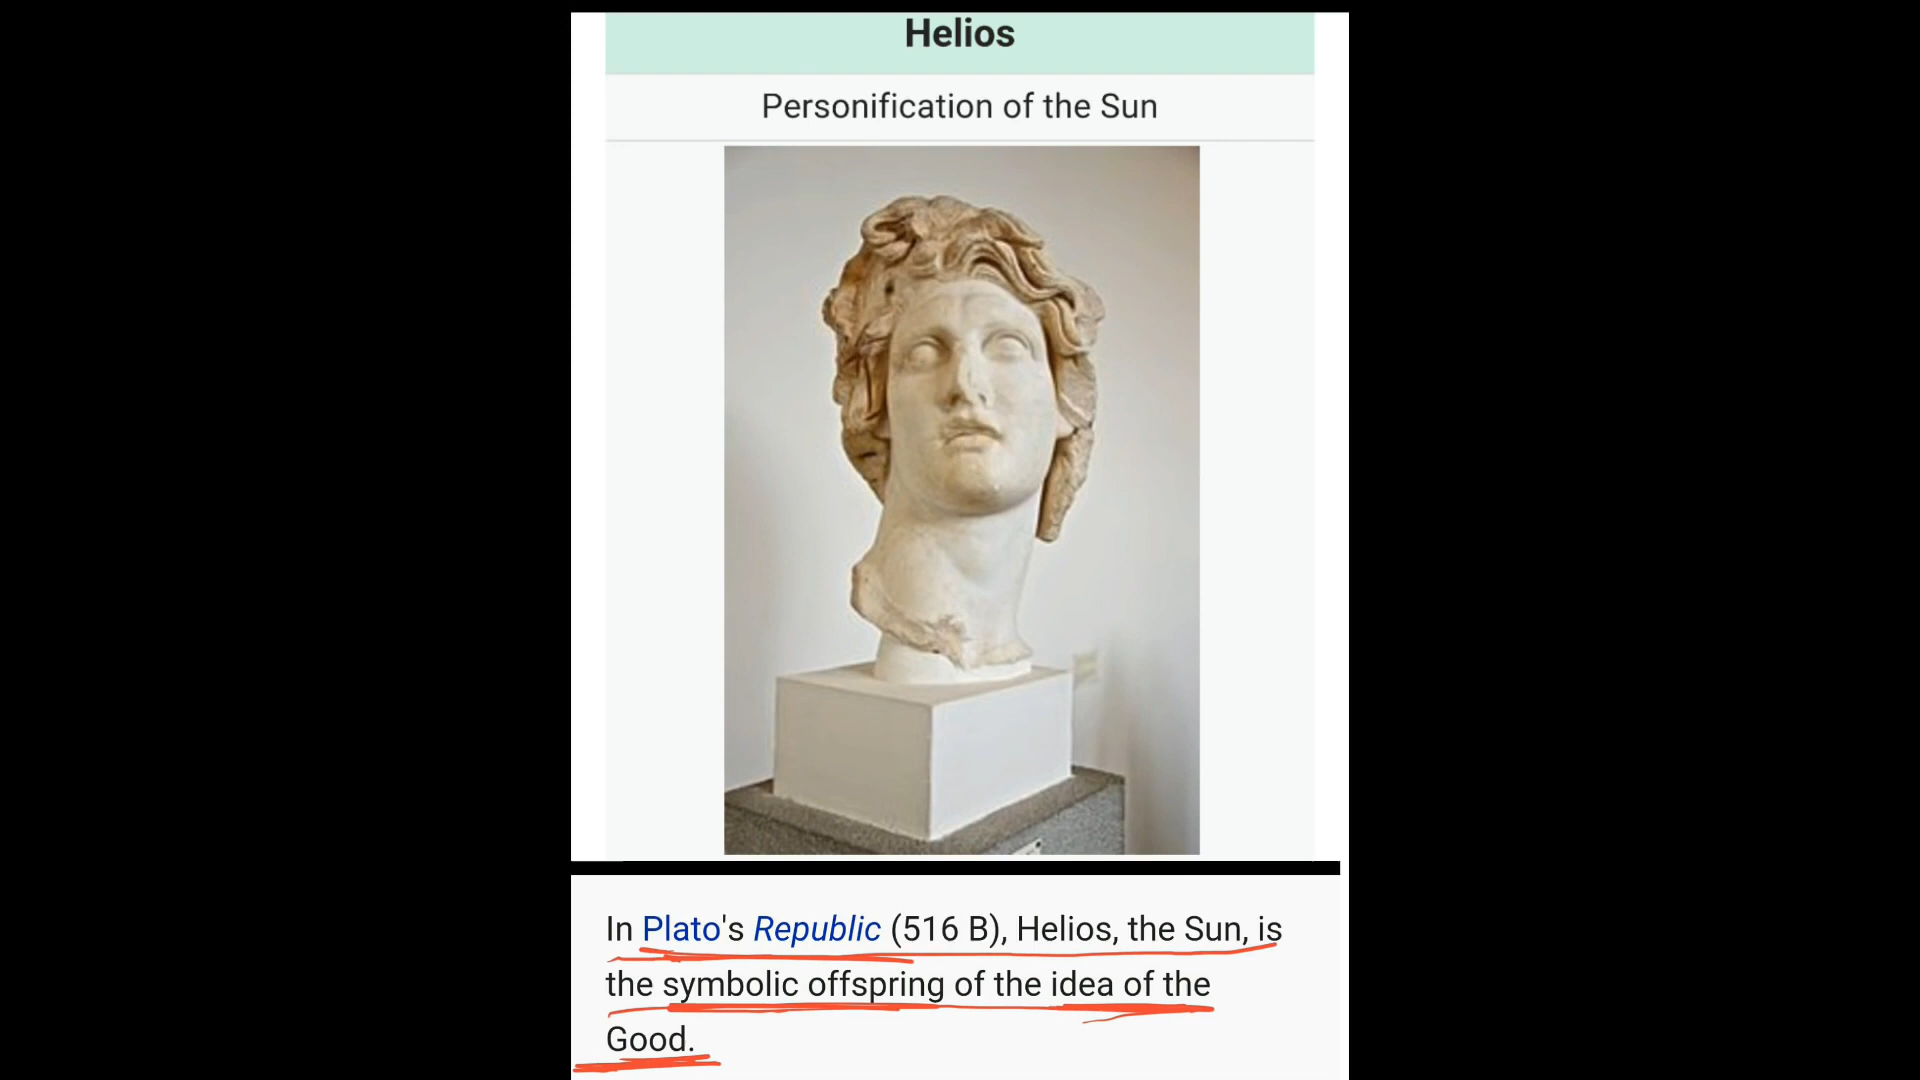 Helios
Personification of the Sun
In Plato's Republic (516 B), Helios, the Sun, is
the symbolic offspring of the idea of the
Good.